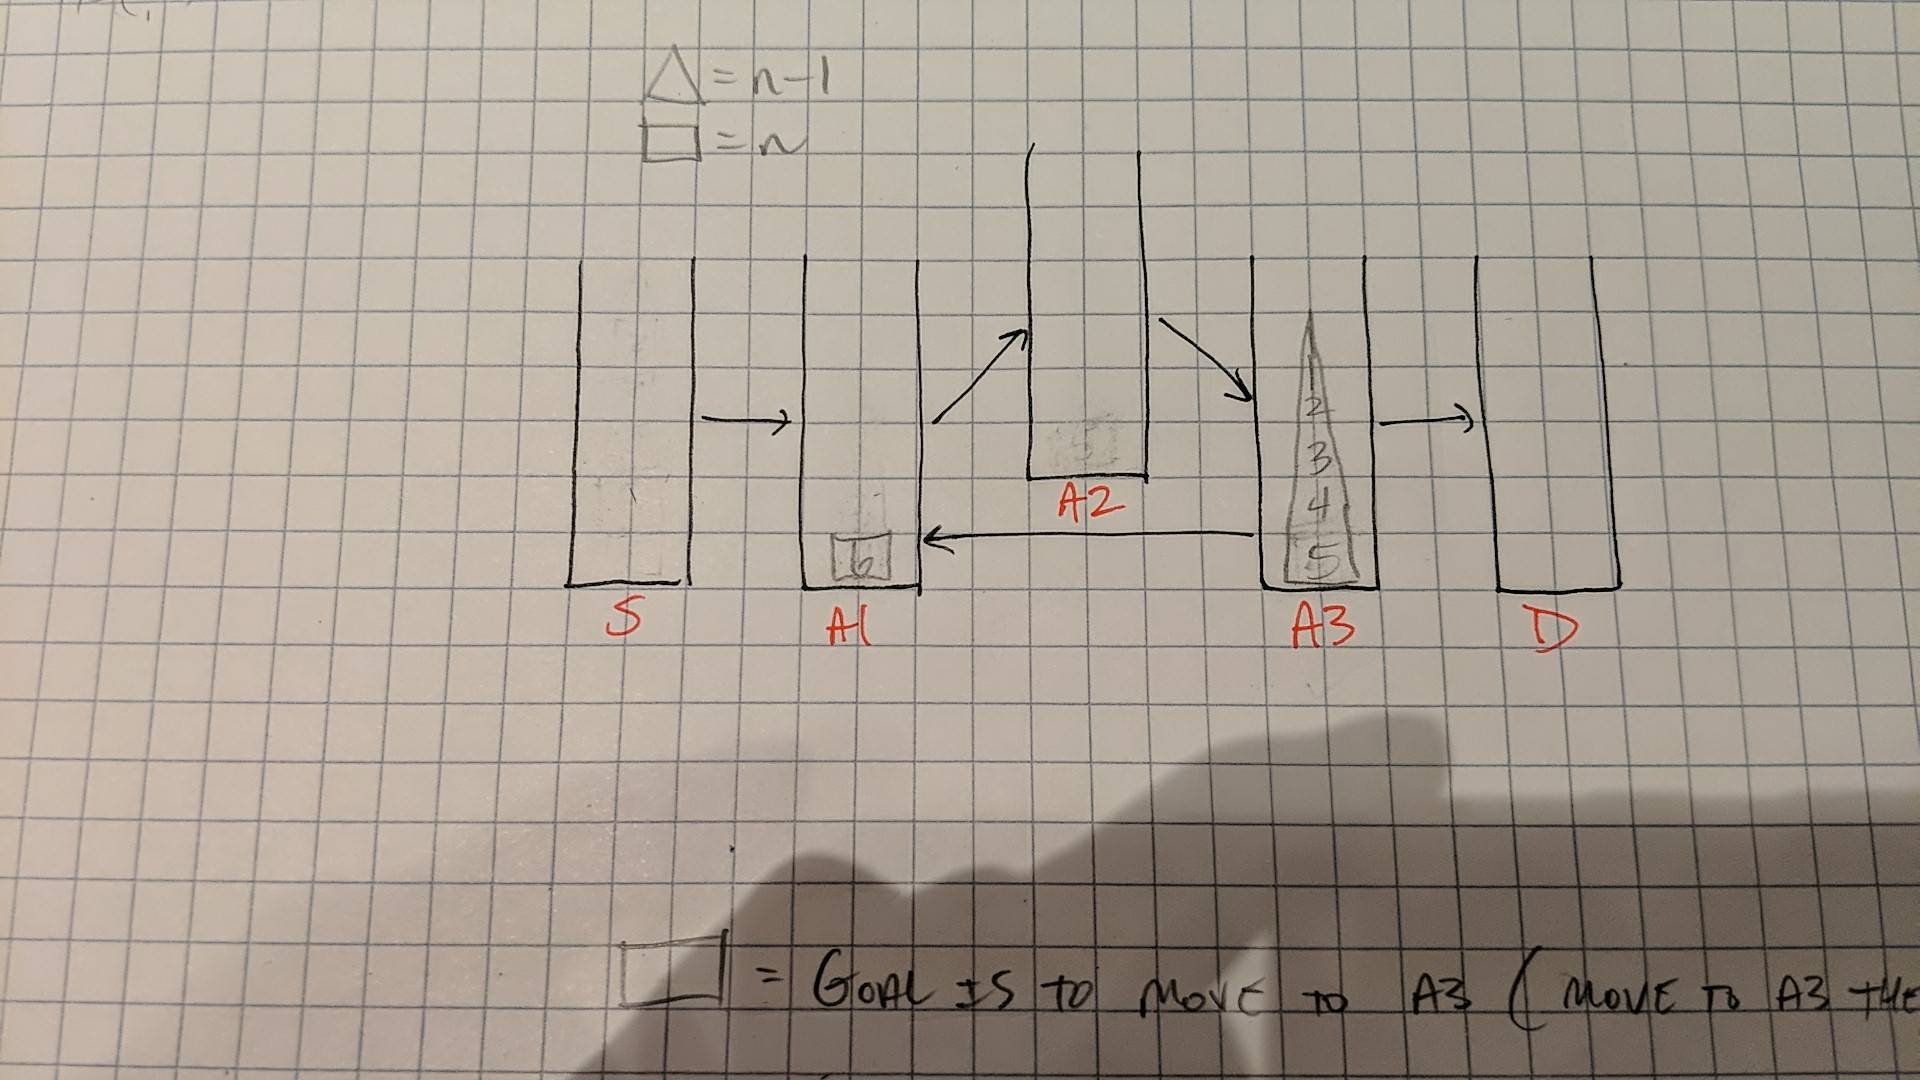 △ = n-1
□ = n
1
2
3
4
5
6
A2
S A1 A3 D
= GOAL IS TO MOVE TO A3 (MOVE TO A3 THE